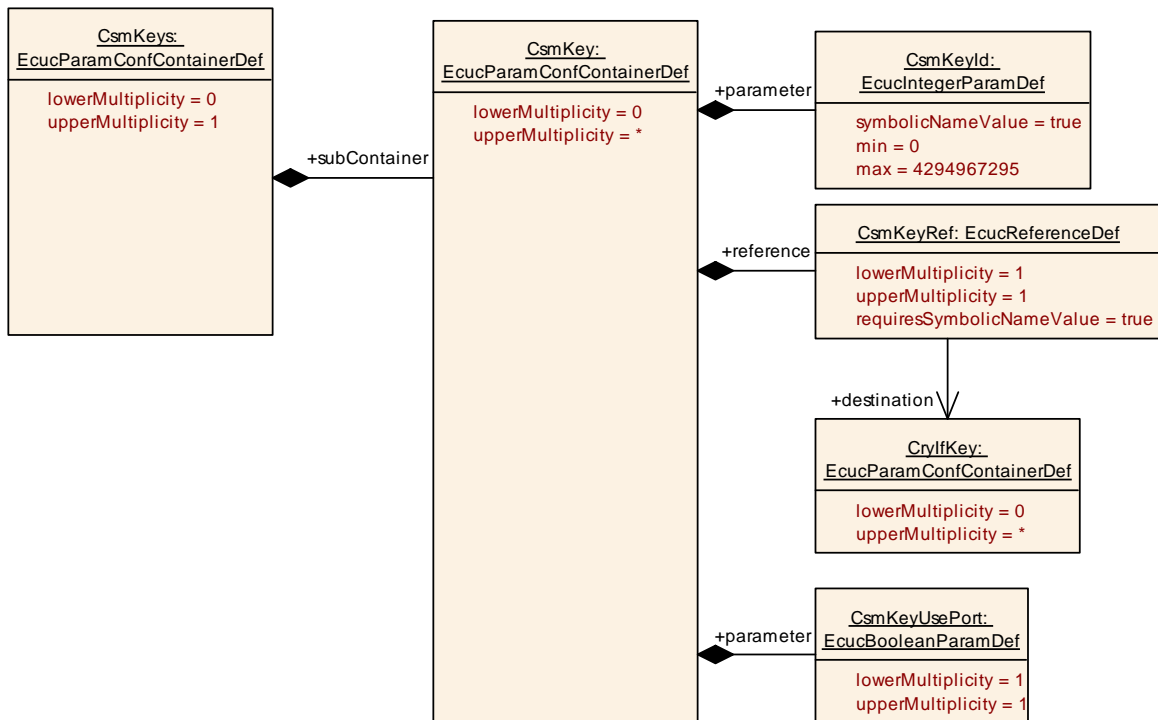 CsmKeys:
EcucParamConfContainerDef
lowerMultiplicity = 0
upperMultiplicity = 1
+subContainer
CsmKey:
EcucParamConfContainerDef
lowerMultiplicity = 0
upperMultiplicity = *
+parameter
CsmKeyId:
EcucIntegerParamDef
symbolicNameValue = true
min = 0
max = 4294967295
+reference
CsmKeyRef: EcucReferenceDef
lowerMultiplicity = 1
upperMultiplicity = 1
requiresSymbolicNameValue = true
+destination
CryIfKey:
EcucParamConfContainerDef
lowerMultiplicity = 0
upperMultiplicity = *
+parameter
CsmKeyUsePort:
EcucBooleanParamDef
lowerMultiplicity = 1
upperMultiplicity = 1